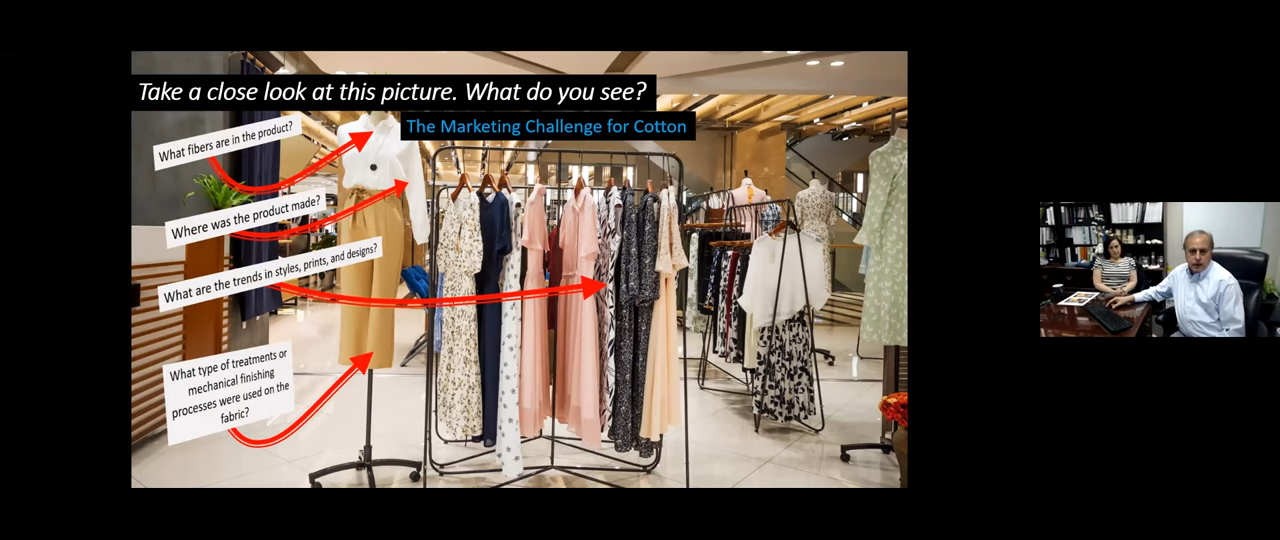 Take a close look at this picture. What do you see?
The Marketing Challenge for Cotton
What fibers are in the product?
Where was the product made?
What are the trends in styles, prints, and designs?
What type of treatments or
mechanical finishing
processes were used on the
fabric?